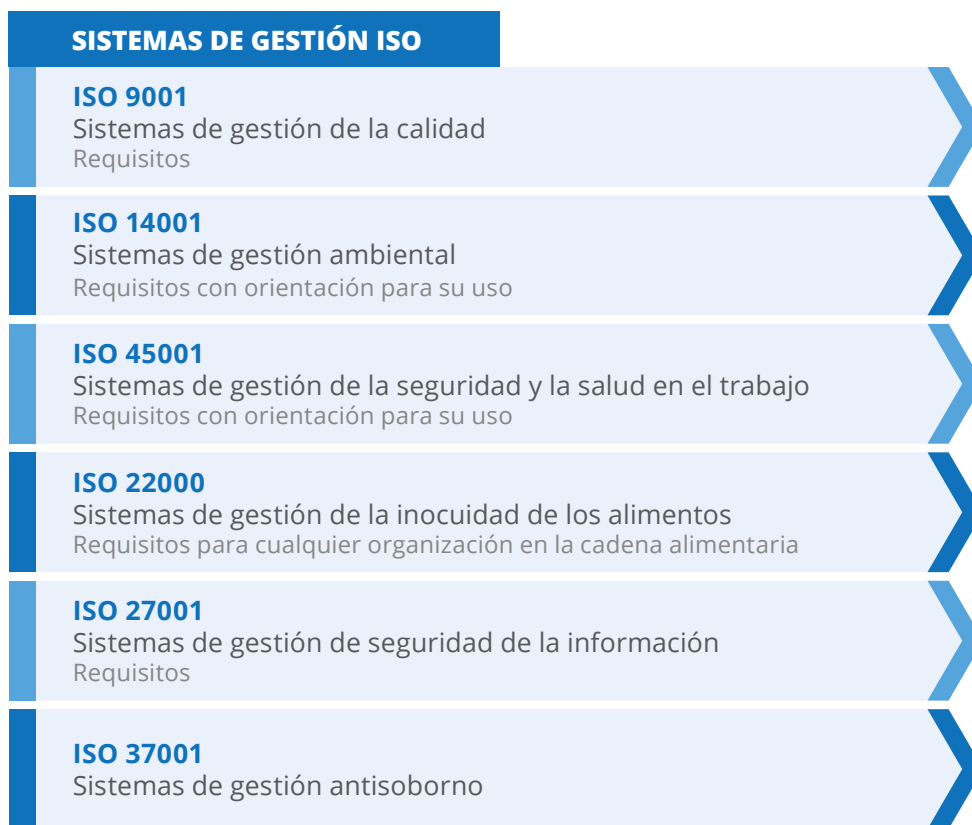 SISTEMAS DE GESTIÓN ISO
ISO 9001
Sistemas de gestión de la calidad
Requisitos
ISO 14001
Sistemas de gestión ambiental
Requisitos con orientación para su uso
ISO 45001
Sistemas de gestión de la seguridad y la salud en el trabajo
Requisitos con orientación para su uso
ISO 22000
Sistemas de gestión de la inocuidad de los alimentos
Requisitos para cualquier organización en la cadena alimentaria
ISO 27001
Sistemas de gestión de seguridad de la información
Requisitos
ISO 37001
Sistemas de gestión antisoborno